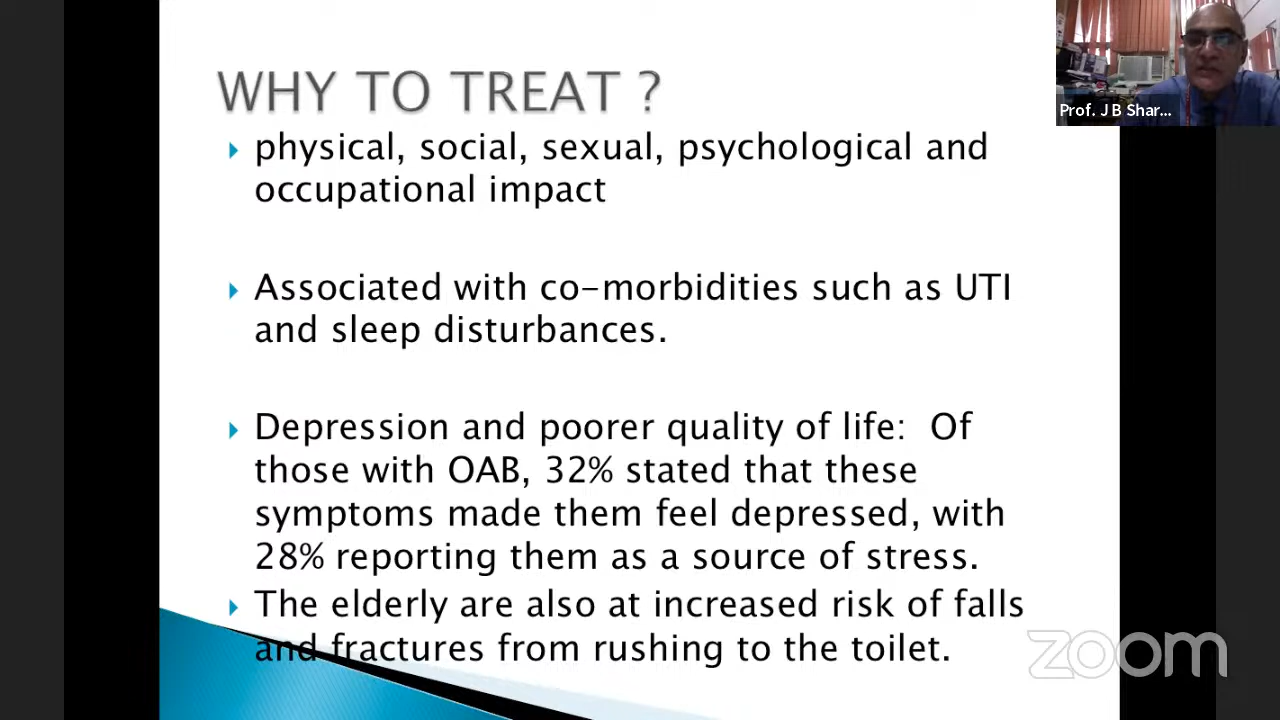 WHY TO TREAT ?
physical, social, sexual, psychological and
occupational impact
Associated with co-morbidities such as UTI
and sleep disturbances.
Depression and poorer quality of life: Of
those with OAB, 32% stated that these
symptoms made them feel depressed, with
28% reporting them as a source of stress.
The elderly are also at increased risk of falls
and fractures from rushing to the toilet.
Prof. J B Shar...
zoom